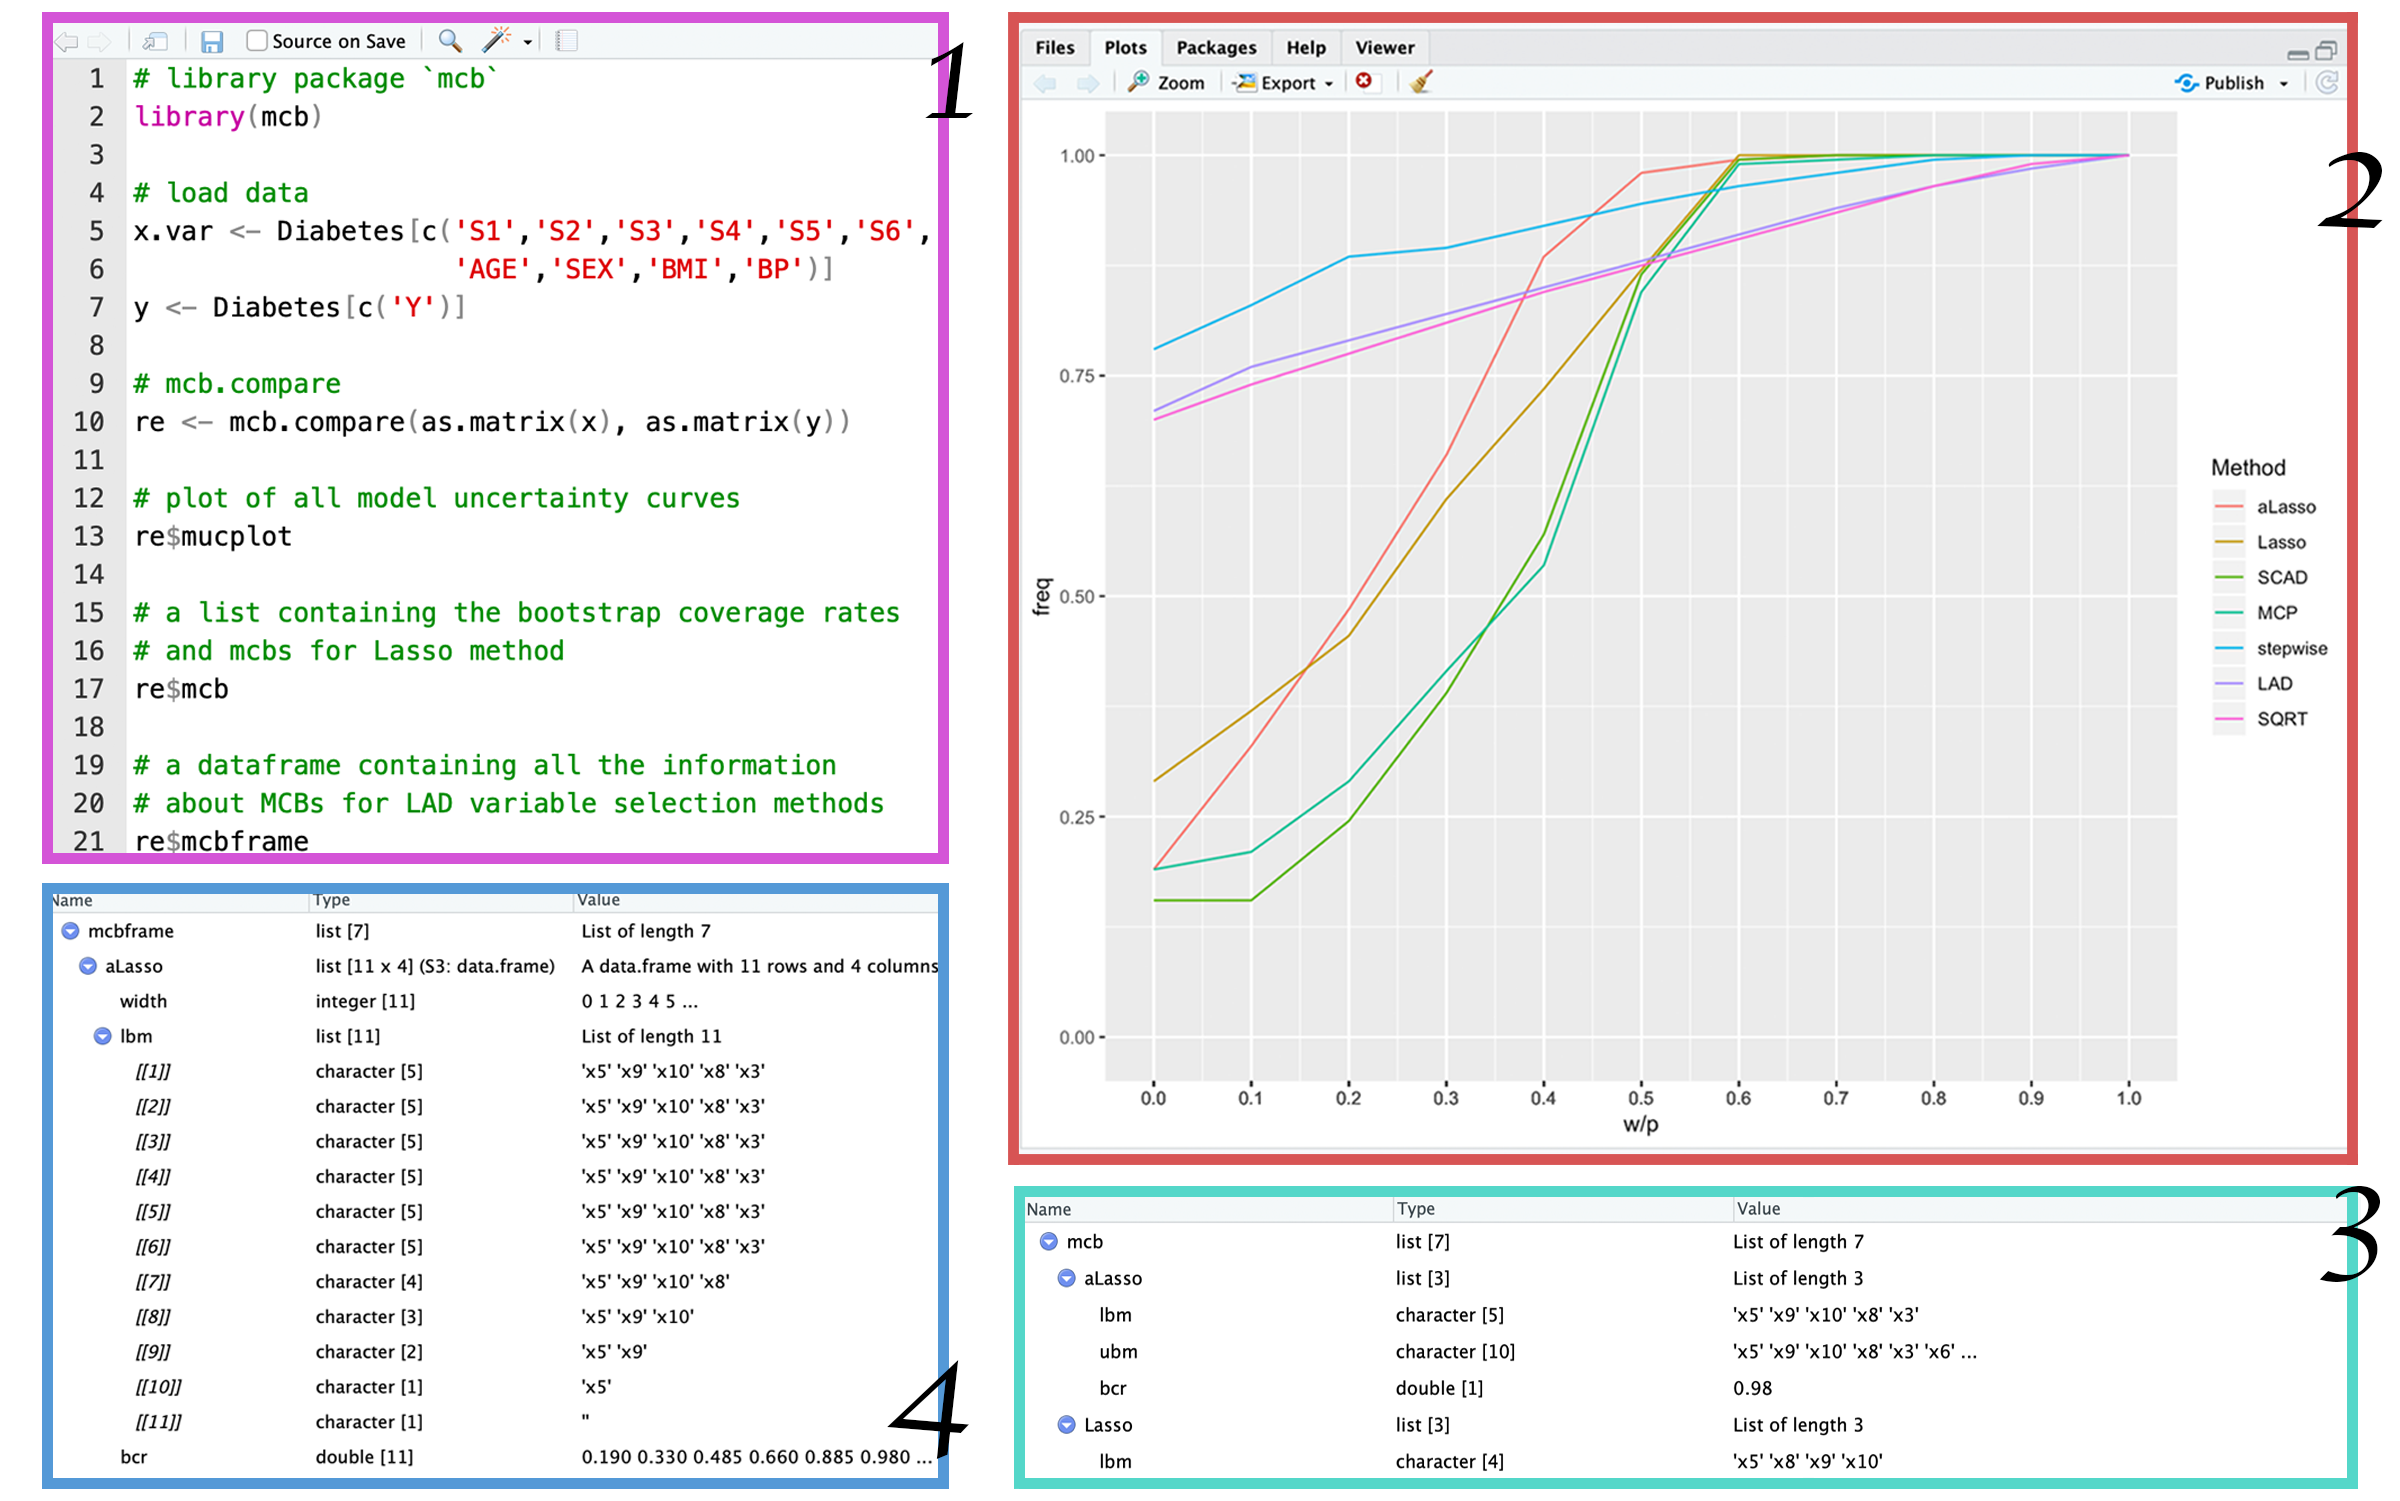 Source on Save
1
1 # library package `mcb`
2 library(mcb)
3
4 # load data
5 x.var <- Diabetes[c('S1','S2','S3','S4','S5','S6',
6 'AGE','SEX','BMI','BP')]
7 y <- Diabetes[c('Y')]
8
9 # mcb.compare
10 re <- mcb.compare(as.matrix(x), as.matrix(y))
11
12 # plot of all model uncertainty curves
13 re$mucplot
14
15 # a list containing the bootstrap coverage rates
16 # and mcbs for Lasso method
17 re$mcb
18
19 # a dataframe containing all the information
20 # about MCBs for LAD variable selection methods
21 re$mcbframe
Files Plots Packages Help Viewer
Zoom Export Publish
2
1.00
0.75
0.50
0.25
0.00
freq
0.0 0.1 0.2 0.3 0.4 0.5 0.6 0.7 0.8 0.9 1.0
w/p
Method
aLasso
Lasso
SCAD
MCP
stepwise
LAD
SQRT
Name Type Value
3
mcb list [7] List of length 7
aLasso list [3] List of length 3
lbm character [5] 'x5' 'x9' 'x10' 'x8' 'x3'
ubm character [10] 'x5' 'x9' 'x10' 'x8' 'x3' 'x6' ...
bcr double [1] 0.98
Lasso list [3] List of length 3
lbm character [4] 'x5' 'x8' 'x9' 'x10'
Name Type Value
mcbframe list [7] List of length 7
aLasso list [11 x 4] (S3: data.frame) A data.frame with 11 rows and 4 columns
width integer [11] 0 1 2 3 4 5 ...
lbm list [11] List of length 11
[[1]] character [5] 'x5' 'x9' 'x10' 'x8' 'x3'
[[2]] character [5] 'x5' 'x9' 'x10' 'x8' 'x3'
[[3]] character [5] 'x5' 'x9' 'x10' 'x8' 'x3'
[[4]] character [5] 'x5' 'x9' 'x10' 'x8' 'x3'
[[5]] character [5] 'x5' 'x9' 'x10' 'x8' 'x3'
[[6]] character [5] 'x5' 'x9' 'x10' 'x8' 'x3'
[[7]] character [4] 'x5' 'x9' 'x10' 'x8'
[[8]] character [3] 'x5' 'x9' 'x10'
[[9]] character [2] 'x5' 'x9'
[[10]] character [1] 'x5'
[[11]] character [1] ''
bcr double [11] 0.190 0.330 0.485 0.660 0.885 0.980 ...
4